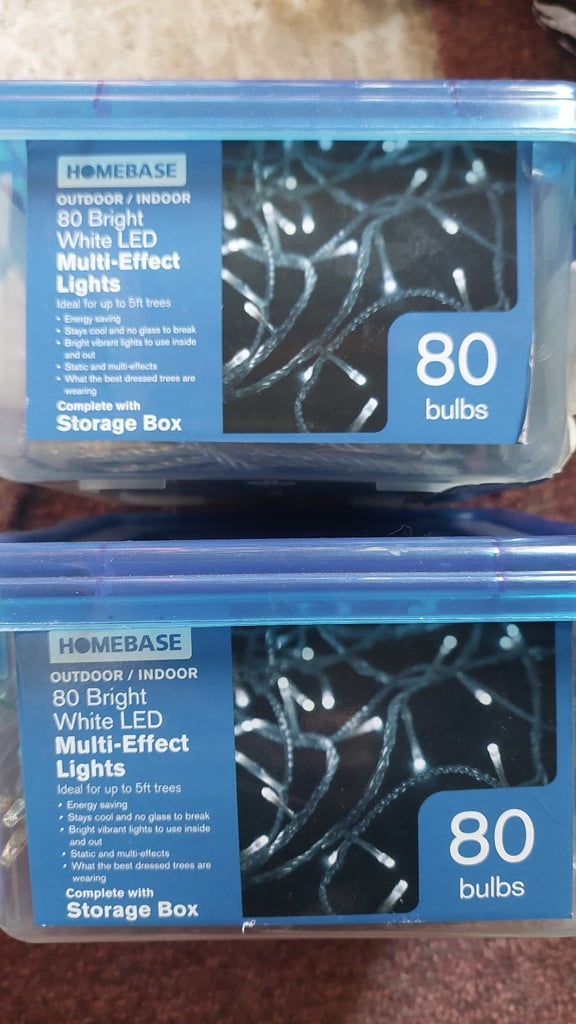 HOMEBASE
OUTDOOR / INDOOR
80 Bright
White LED
Multi-Effect
Lights
Ideal for up to 5ft trees
Energy saving
Stays cool and no glass to break
Bright vibrant lights to use inside
and out
Static and multi-effects
What the best dressed trees are
wearing
Complete with
Storage Box
80
bulbs
HOMEBASE
OUTDOOR / INDOOR
80 Bright
White LED
Multi-Effect
Lights
Ideal for up to 5ft trees
Energy saving
Stays cool and no glass to break
Bright vibrant lights to use inside
and out
Static and multi-effects
What the best dressed trees are
wearing
Complete with
Storage Box
80
bulbs